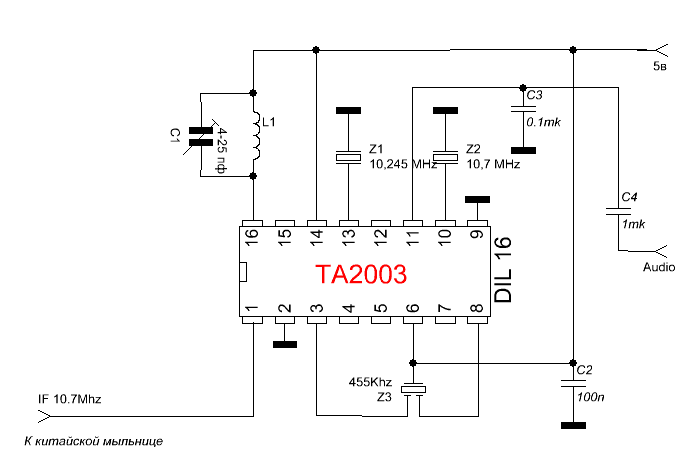 5в
C3
0.1mk
L1
C1
4-25 пф
Z1
10,245 MHz
Z2
10,7 MHz
C4
1mk
Audio
16 15 14 13 12 11 10 9
TA2003
DIL 16
1 2 3 4 5 6 7 8
455Khz
Z3
C2
100n
IF 10.7Mhz
К китайской мыльнице